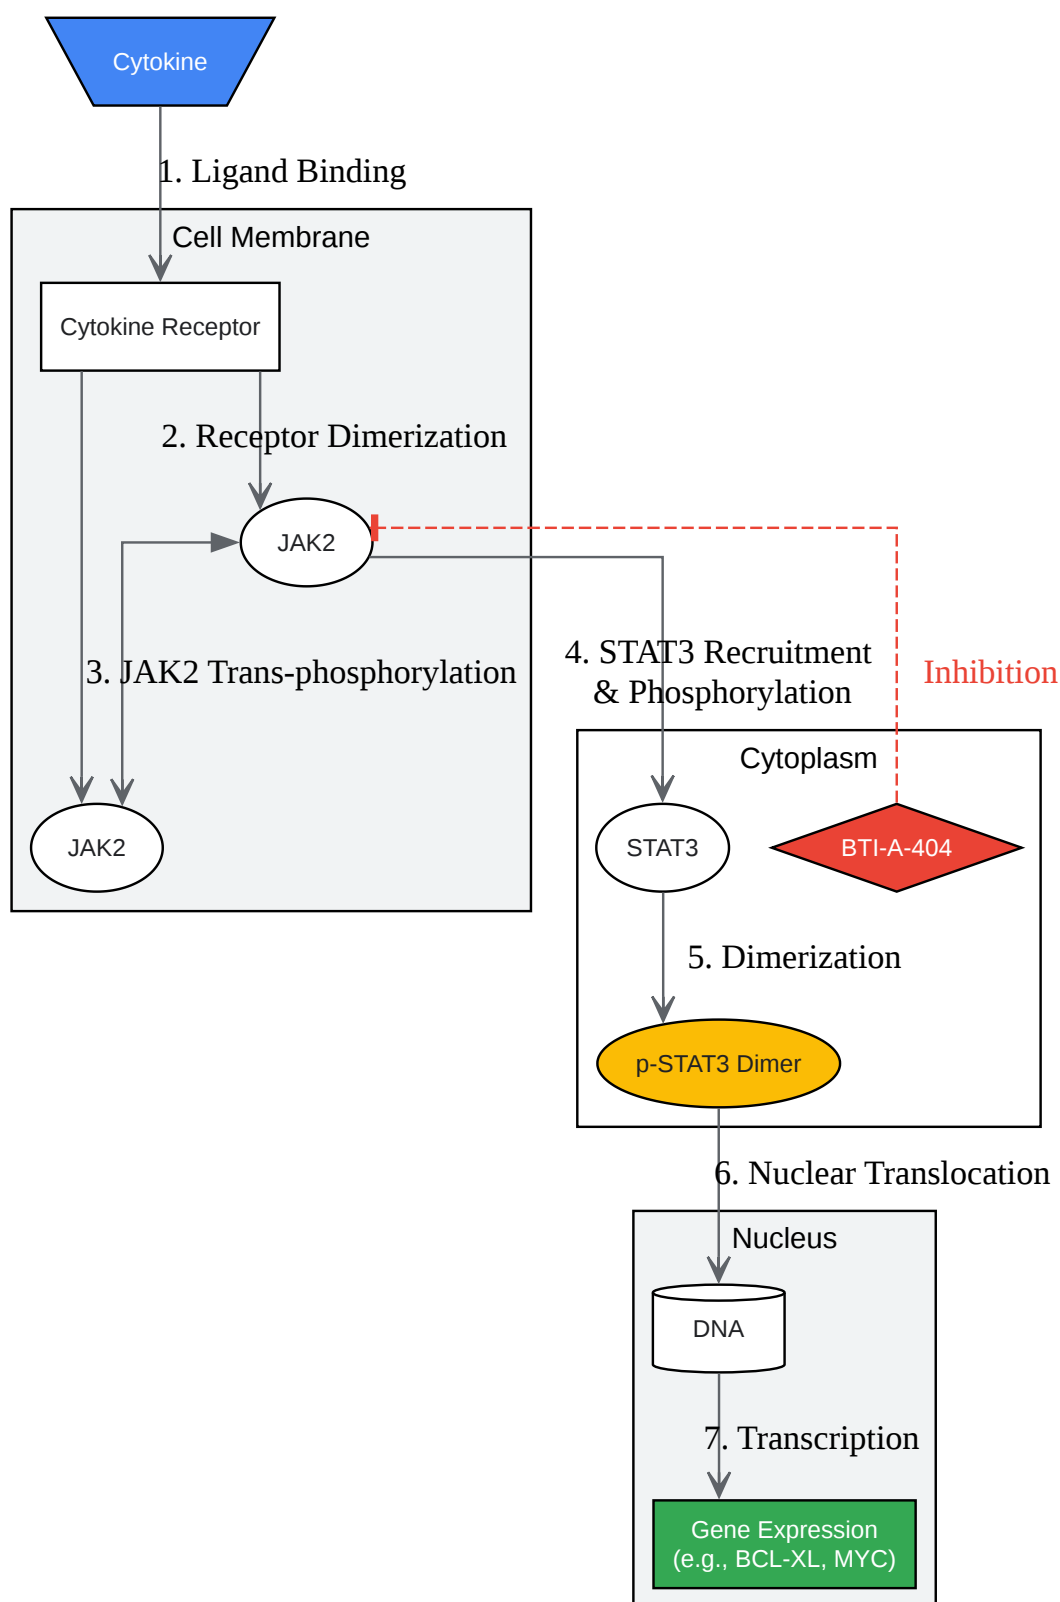 Cytokine
1. Ligand Binding
Cell Membrane
Cytokine Receptor
2. Receptor Dimerization
JAK2
3. JAK2 Trans-phosphorylation
JAK2
4. STAT3 Recruitment
& Phosphorylation
Inhibition
Cytoplasm
STAT3
BTI-A-404
5. Dimerization
p-STAT3 Dimer
6. Nuclear Translocation
Nucleus
DNA
7. Transcription
Gene Expression
(e.g., BCL-XL, MYC)